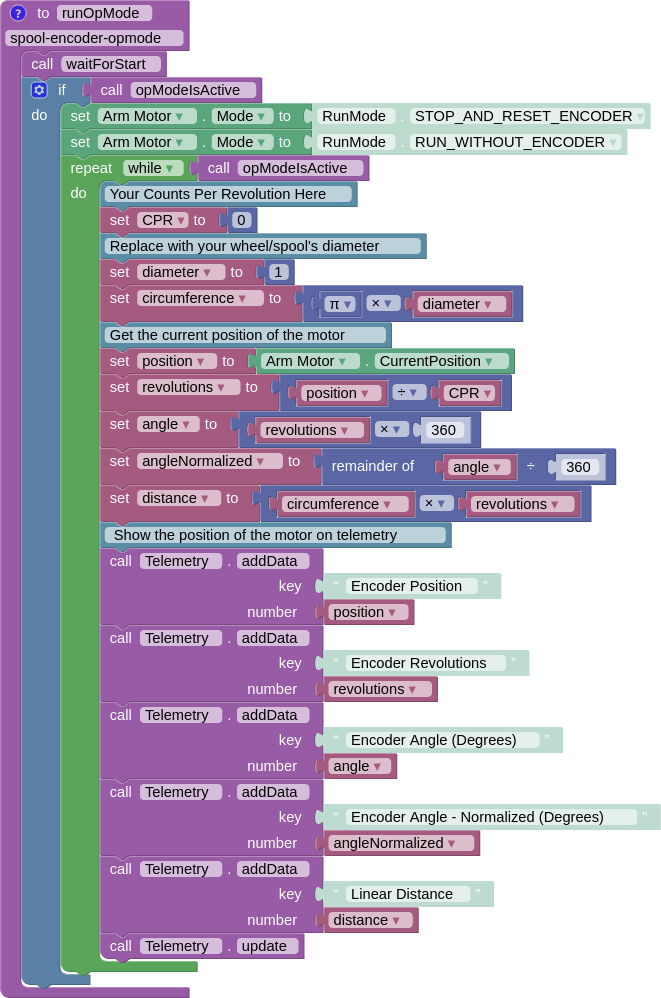 ? to runOpMode
spool-encoder-opmode
call waitForStart
if call opModeIsActive
do set Arm Motor ▾ . Mode ▾ to RunMode . STOP_AND_RESET_ENCODER ▾
set Arm Motor ▾ . Mode ▾ to RunMode . RUN_WITHOUT_ENCODER ▾
repeat while ▾ call opModeIsActive
do Your Counts Per Revolution Here
set CPR ▾ to 0
Replace with your wheel/spool's diameter
set diameter ▾ to 1
set circumference ▾ to π ▾ × ▾ diameter ▾
Get the current position of the motor
set position ▾ to Arm Motor ▾ . CurrentPosition ▾
set revolutions ▾ to position ▾ ÷ ▾ CPR ▾
set angle ▾ to revolutions ▾ × ▾ 360
set angleNormalized ▾ to remainder of angle ▾ ÷ 360
set distance ▾ to circumference ▾ × ▾ revolutions ▾
Show the position of the motor on telemetry
call Telemetry . addData
key “ Encoder Position ”
number position ▾
call Telemetry . addData
key “ Encoder Revolutions ”
number revolutions ▾
call Telemetry . addData
key “ Encoder Angle (Degrees) ”
number angle ▾
call Telemetry . addData
key “ Encoder Angle - Normalized (Degrees) ”
number angleNormalized ▾
call Telemetry . addData
key “ Linear Distance ”
number distance ▾
call Telemetry . update